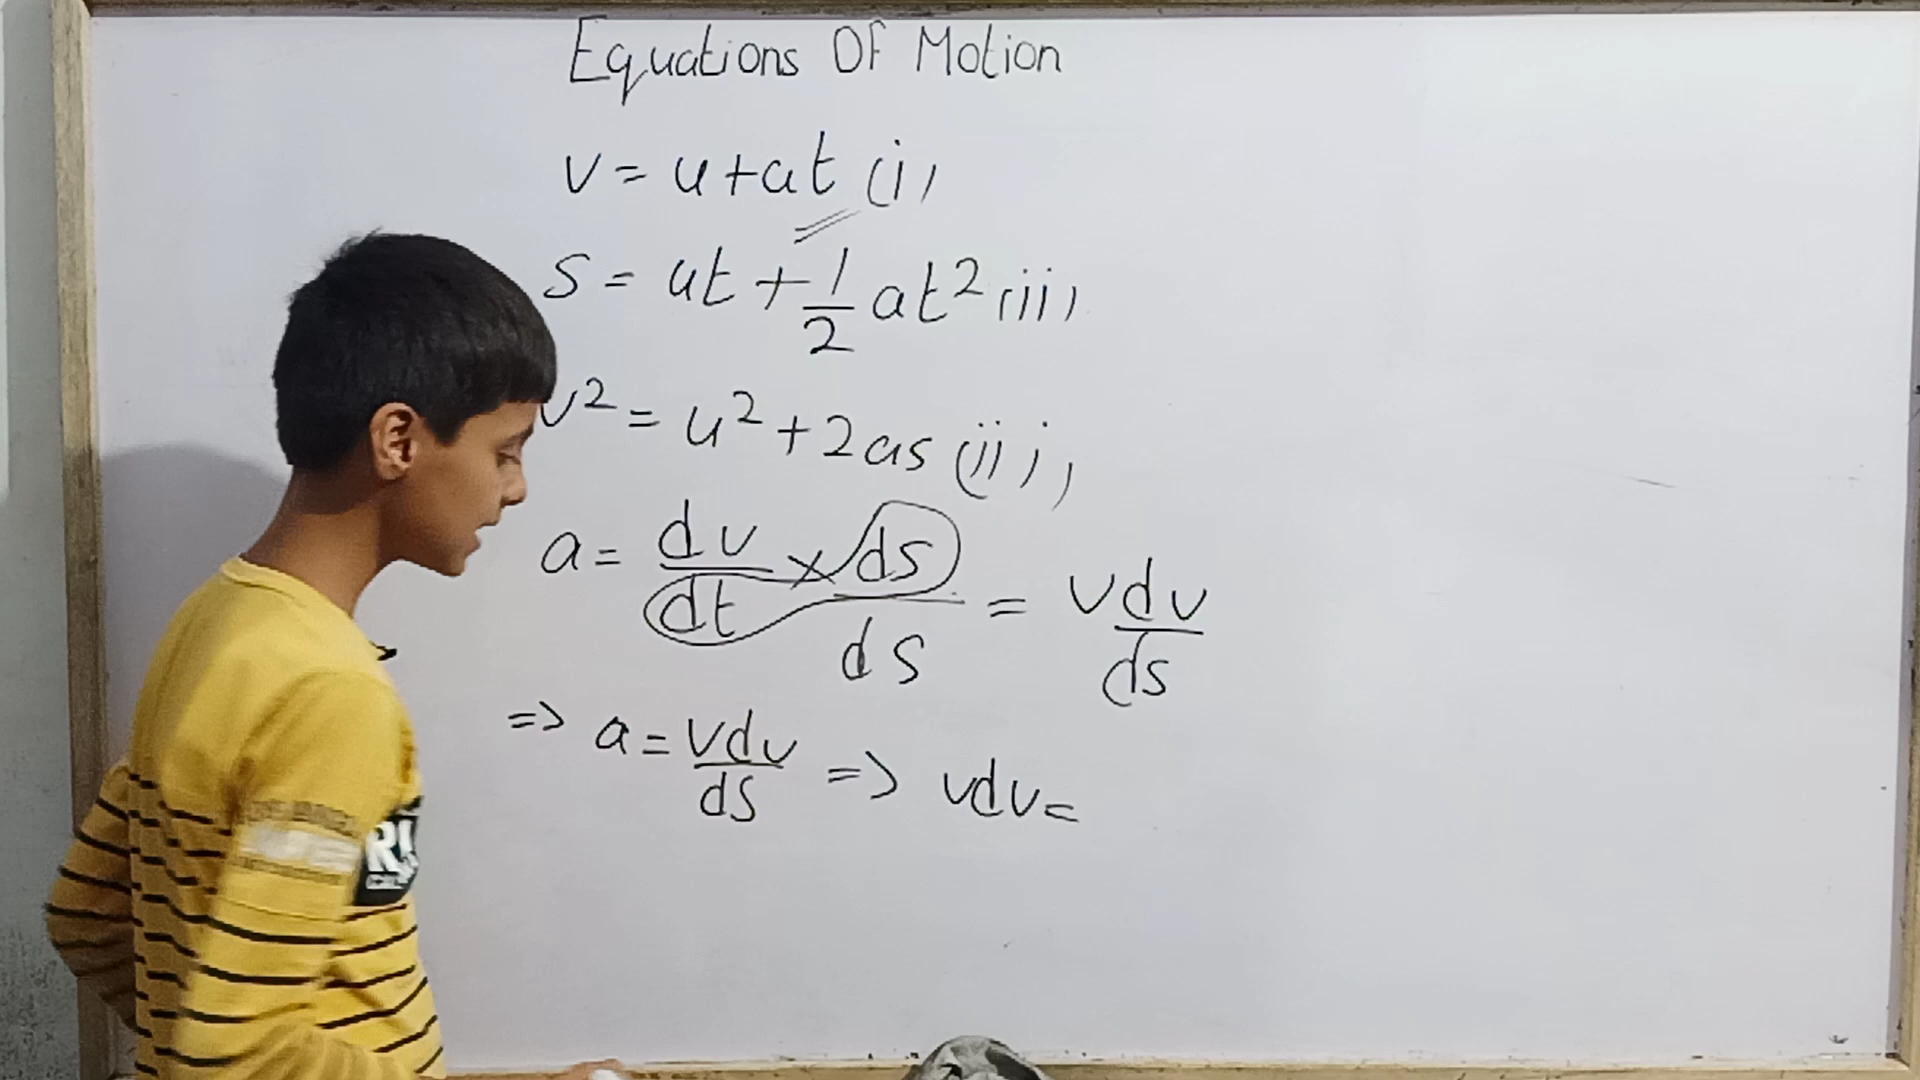 Equations Of Motion
v = u+at (i)
s = ut + 1/2 at² (ii)
v² = u² + 2as (iii)
a = dv/dt × ds/ds = vdv/ds
=> a = vdv/ds => vdv=